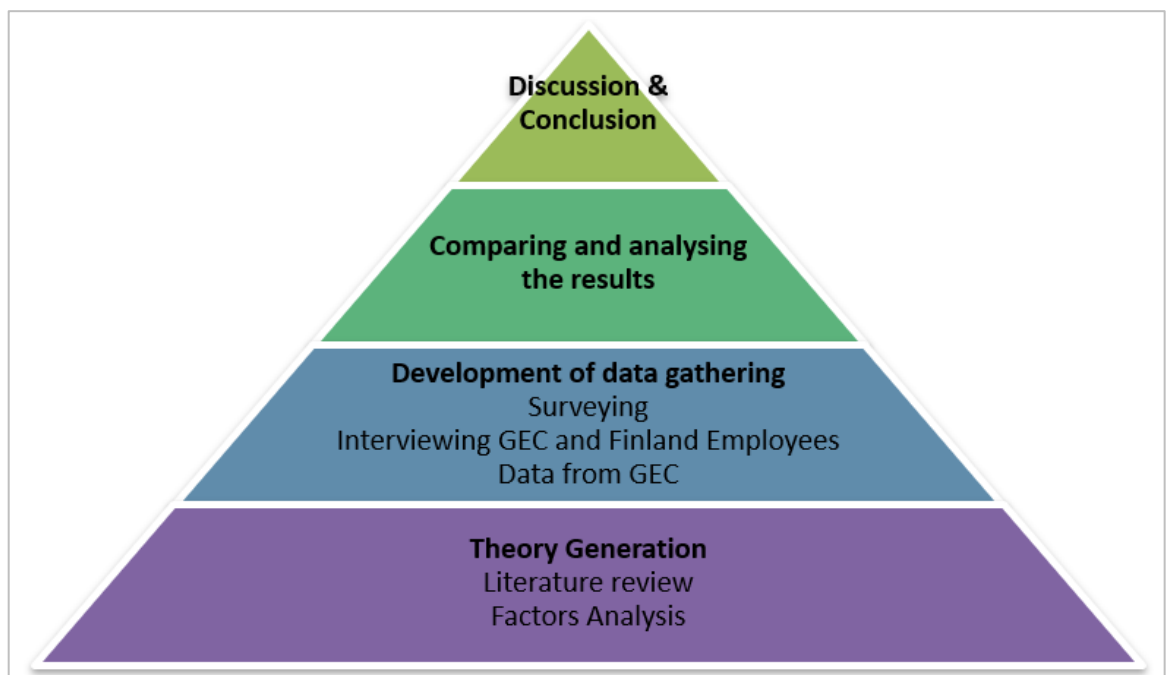 Discussion &
Conclusion
Comparing and analysing
the results
Development of data gathering
Surveying
Interviewing GEC and Finland Employees
Data from GEC
Theory Generation
Literature review
Factors Analysis